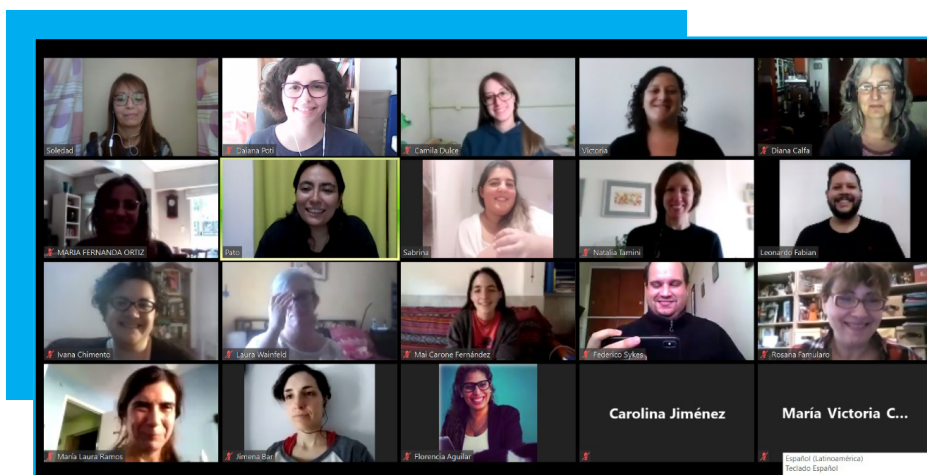 Soledad
Daiana Poti
Camila Dulce
Victoria
Diana Calfa
MARIA FERNANDA ORTIZ
Pato
Sabrina
Natalia Tamini
Leonardo Fabian
Ivana Chimento
Laura Wainfeld
Mai Carone Fernández
Federico Sykes
Rosana Famularo
María Laura Ramos
Jimena Bar
Florencia Aguilar
Carolina Jiménez
María Victoria C...
Español (Latinoamérica)
Teclado Español